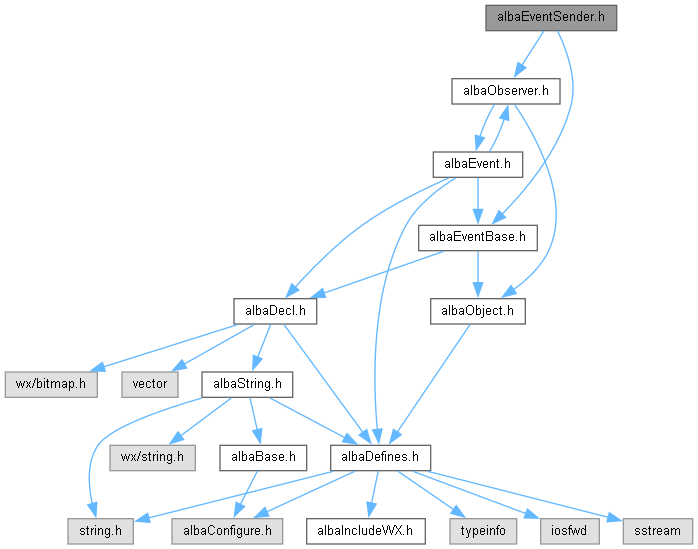 albaEventSender.h
albaObserver.h
albaEvent.h
albaEventBase.h
albaDecl.h
albaObject.h
wx/bitmap.h
vector
albaString.h
wx/string.h
albaBase.h
albaDefines.h
string.h
albaConfigure.h
albaIncludeWX.h
typeinfo
iosfwd
sstream